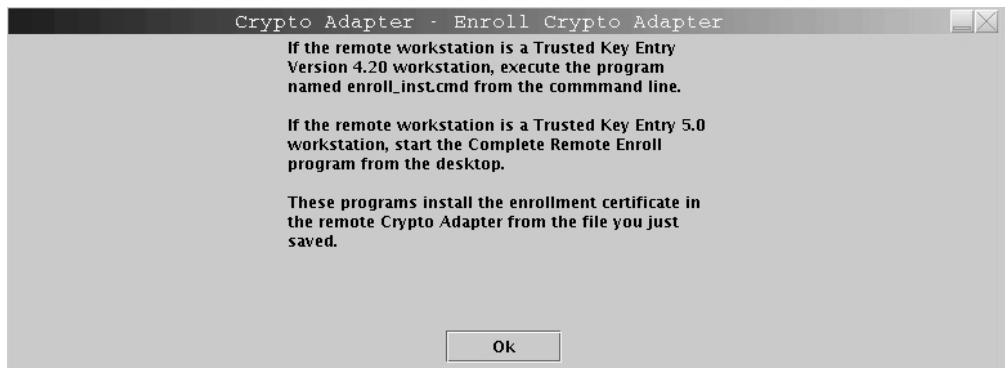 Crypto Adapter - Enroll Crypto Adapter
If the remote workstation is a Trusted Key Entry
Version 4.20 workstation, execute the program
named enroll_inst.cmd from the commmand line.
If the remote workstation is a Trusted Key Entry 5.0
workstation, start the Complete Remote Enroll
program from the desktop.
These programs install the enrollment certificate in
the remote Crypto Adapter from the file you just
saved.
Ok